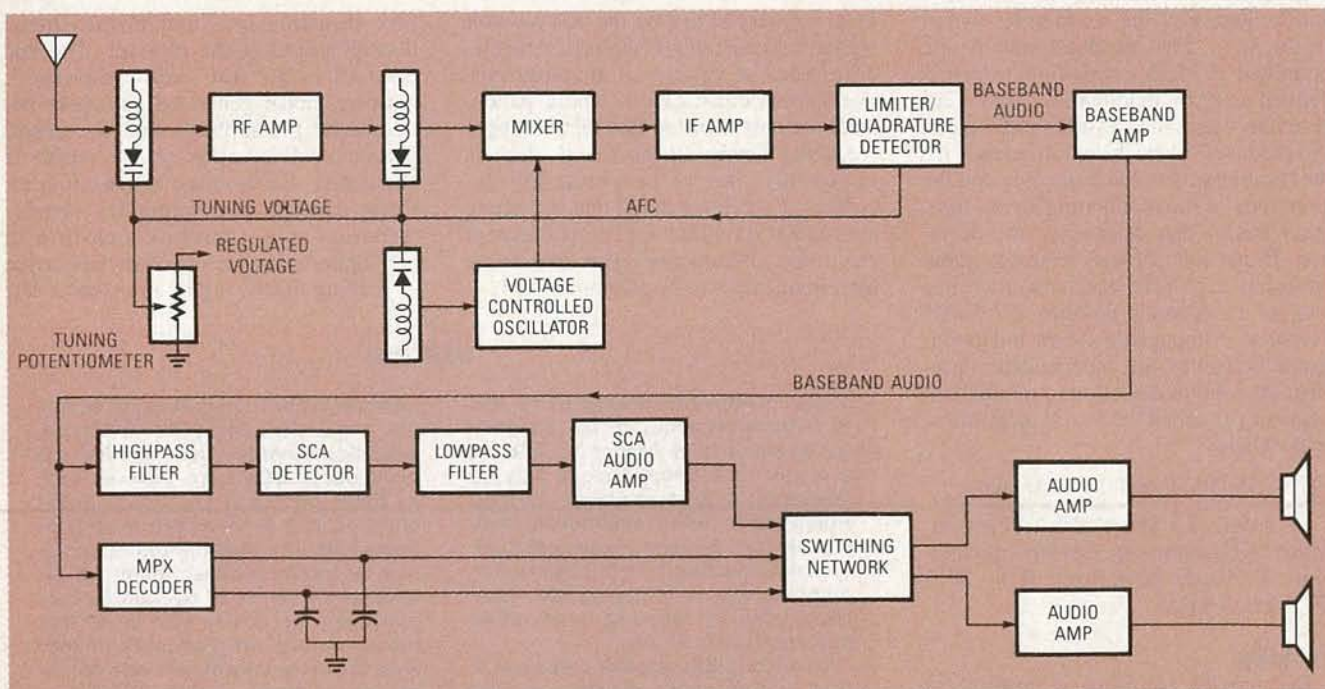 RF AMP
MIXER
IF AMP
LIMITER/
QUADRATURE
DETECTOR
BASEBAND
AUDIO
BASEBAND
AMP
TUNING VOLTAGE
AFC
REGULATED
VOLTAGE
TUNING
POTENTIOMETER
VOLTAGE
CONTROLLED
OSCILLATOR
BASEBAND AUDIO
HIGHPASS
FILTER
SCA
DETECTOR
LOWPASS
FILTER
SCA
AUDIO
AMP
MPX
DECODER
SWITCHING
NETWORK
AUDIO
AMP
AUDIO
AMP